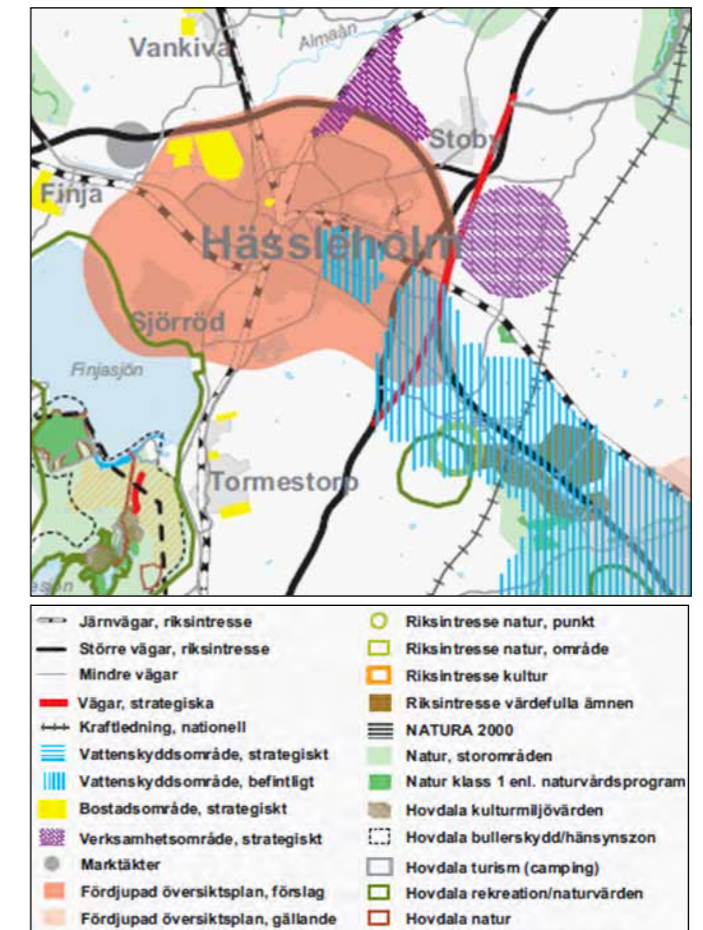 Vankiva
Almaån
Stoby
Finja
Hässleholm
Sjörröd
Finjasjön
Tormestorp
Järnvägar, riksintresse
Större vägar, riksintresse
Mindre vägar
Vägar, strategiska
Kraftledning, nationell
Vattenskyddsområde, strategiskt
Vattenskyddsområde, befintligt
Bostadsområde, strategiskt
Verksamhetsområde, strategiskt
Marktäkter
Fördjupad översiktsplan, förslag
Fördjupad översiktsplan, gällande
Riksintresse natur, punkt
Riksintresse natur, område
Riksintresse kultur
Riksintresse värdefulla ämnen
NATURA 2000
Natur, storområden
Natur klass 1 enl. naturvårdsprogram
Hovdala kulturmiljövärden
Hovdala bullerskydd/hänsynszon
Hovdala turism (camping)
Hovdala rekreation/naturvärden
Hovdala natur